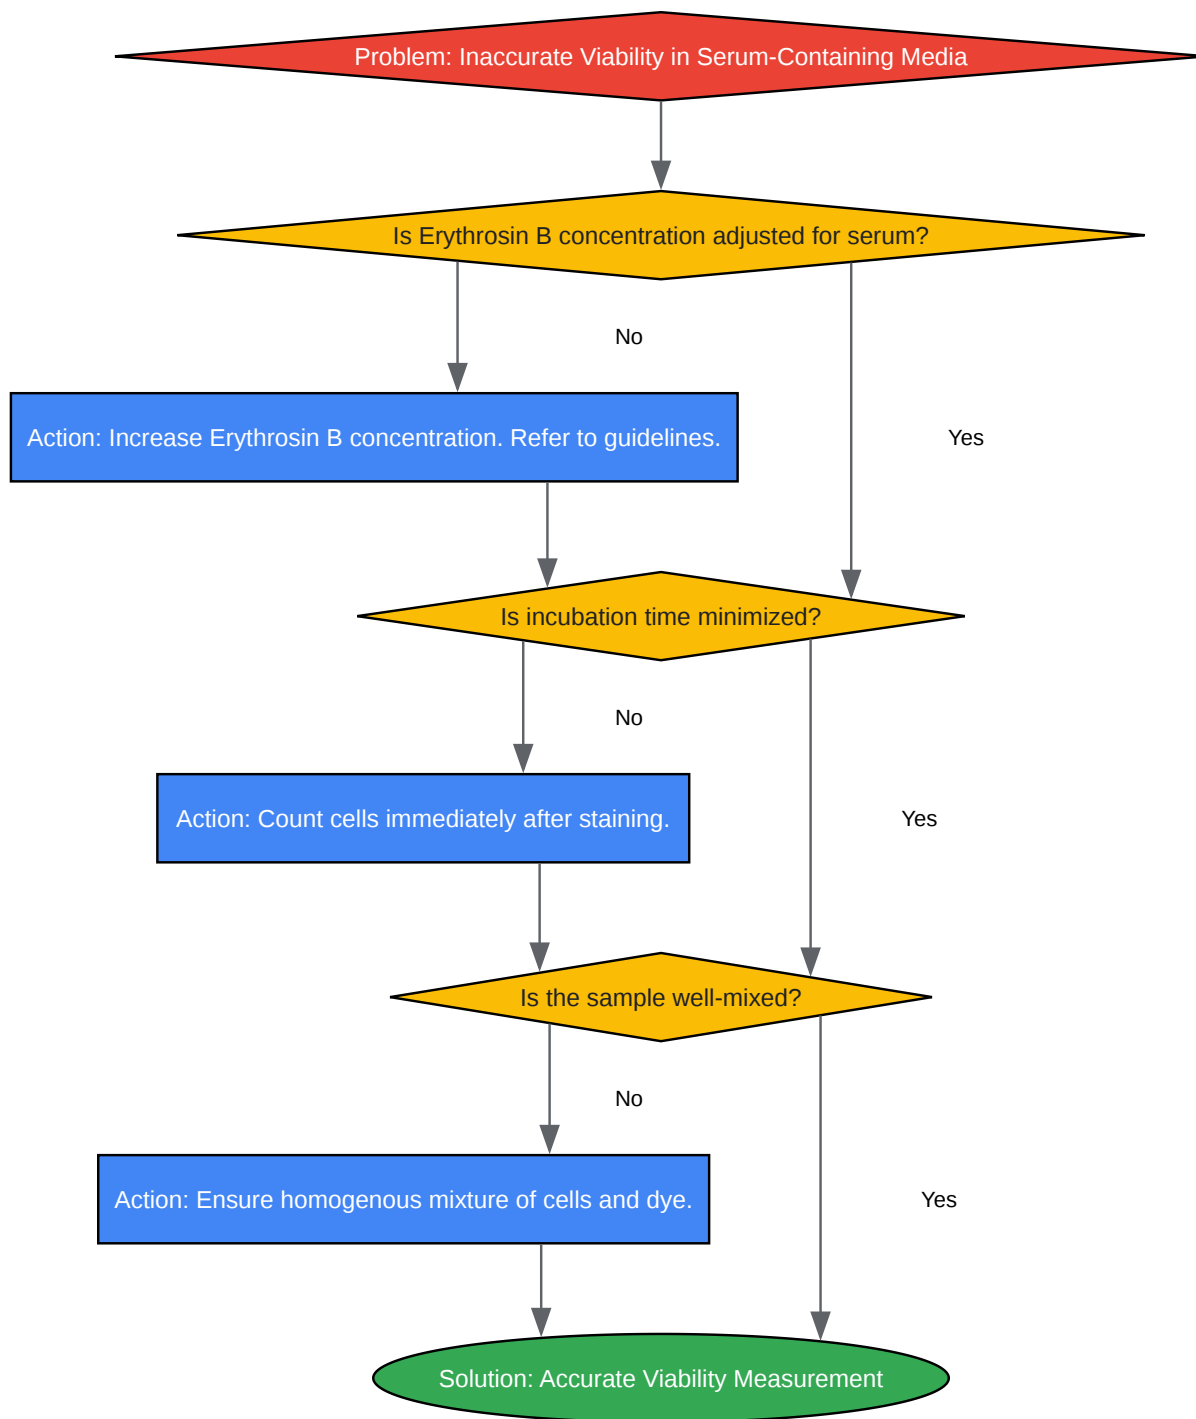 Problem: Inaccurate Viability in Serum-Containing Media
Is Erythrosin B concentration adjusted for serum?
No
Action: Increase Erythrosin B concentration. Refer to guidelines.
Yes
Is incubation time minimized?
No
Action: Count cells immediately after staining.
Yes
Is the sample well-mixed?
No
Action: Ensure homogenous mixture of cells and dye.
Yes
Solution: Accurate Viability Measurement